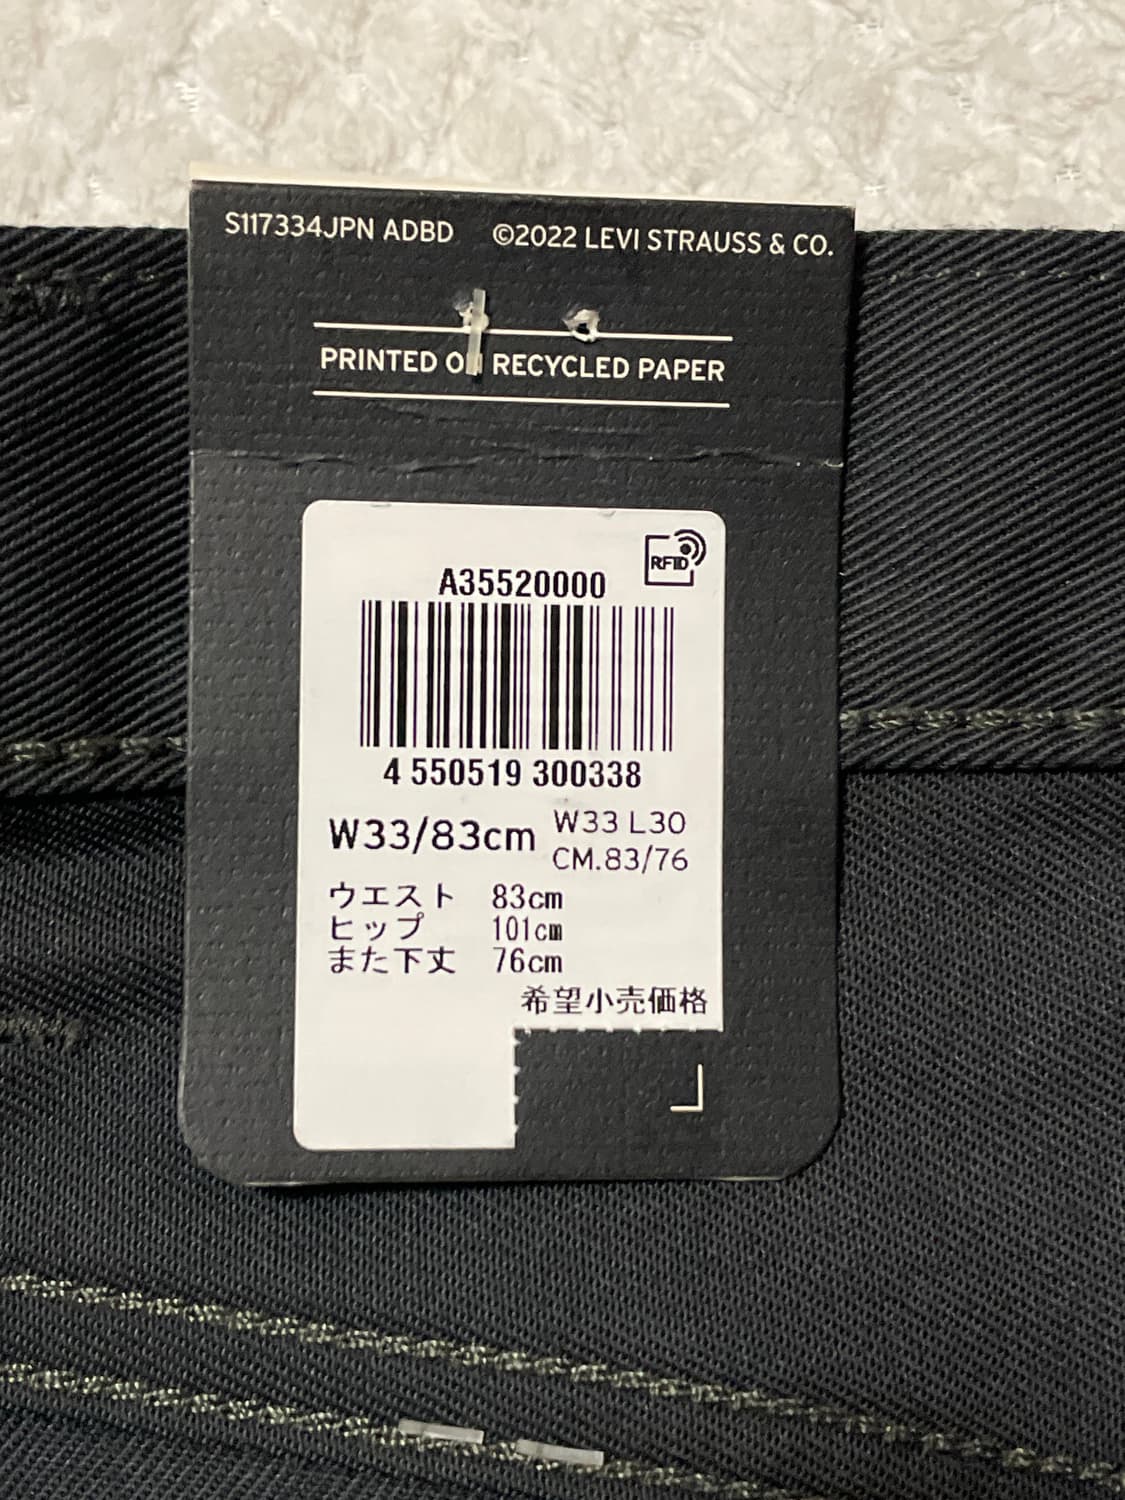 S117334JPN ADBD ©2022 LEVI STRAUSS & CO.
PRINTED ON RECYCLED PAPER
RFID
A35520000
4 550519 300338
W33/83cm W33 L30
CM.83/76
ウエスト 83cm
ヒップ 101cm
また下丈 76cm
希望小売価格